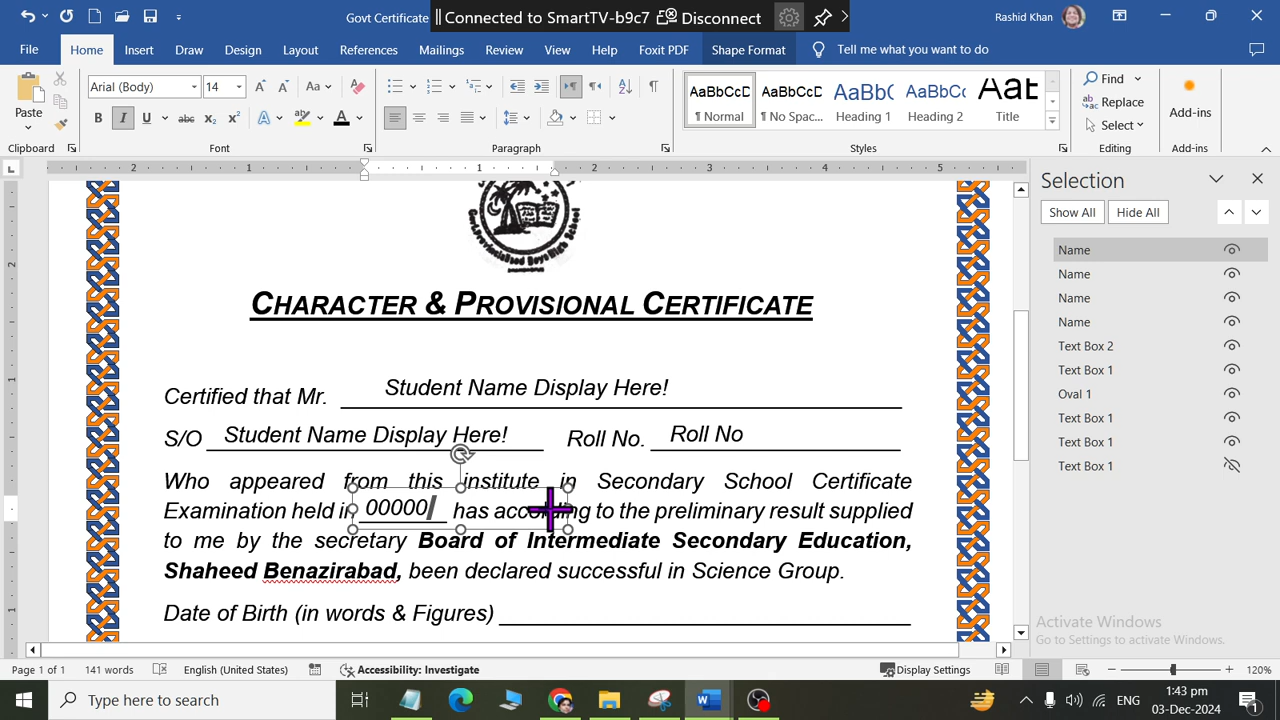 Govt Certificate
Connected to SmartTV-b9c7 Disconnect
Rashid Khan
File Home Insert Draw Design Layout References Mailings Review View Help Foxit PDF Shape Format Tell me what you want to do
Paste
Clipboard
Arial (Body) 14
Font
Paragraph
AaBbCcD AaBbCcD AaBbC AaBbCc AaB
¶ Normal ¶ No Spac... Heading 1 Heading 2 Title
Styles
Find
Replace
Select
Editing
Add-ins
Add-ins
2 1 1 2 3 4 5
CHARACTER & PROVISIONAL CERTIFICATE
Certified that Mr. Student Name Display Here!
S/O Student Name Display Here! Roll No. Roll No
Who appeared from this institute in Secondary School Certificate
Examination held in 00000 has according to the preliminary result supplied
to me by the secretary Board of Intermediate Secondary Education,
Shaheed Benazirabad, been declared successful in Science Group.
Date of Birth (in words & Figures)
Selection
Show All Hide All
Name
Name
Name
Name
Text Box 2
Text Box 1
Oval 1
Text Box 1
Text Box 1
Text Box 1
Activate Windows
Go to Settings to activate Windows.
Page 1 of 1 141 words English (United States) Accessibility: Investigate Display Settings 120%
Type here to search
ENG
1:43 pm
03-Dec-2024
1